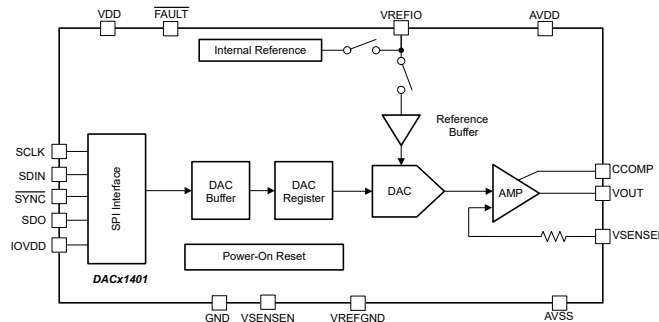 VDD
FAULT
VREFIO
AVDD
Internal Reference
Reference
Buffer
SCLK
SDIN
SYNC
SDO
IOVDD
SPI Interface
DAC
Buffer
DAC
Register
DAC
AMP
CCOMP
VOUT
VSENSEP
Power-On Reset
DACx1401
GND
VSENSEN
VREFGND
AVSS